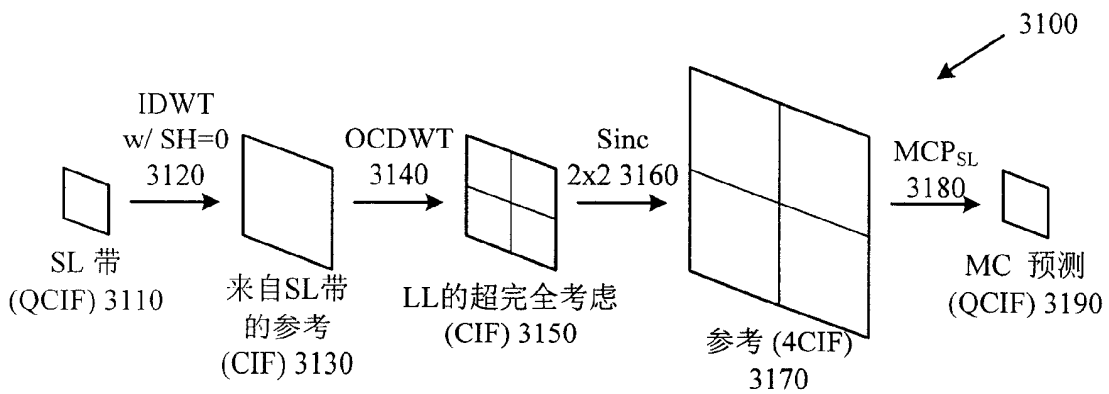 3100
IDWT
w/ SH=0
3120
OCDWT
3140
Sinc
2x2 3160
MCP_SL
3180
SL 带
(QCIF) 3110
来自SL带
的参考
(CIF) 3130
LL的超完全考虑
(CIF) 3150
参考 (4CIF)
3170
MC 预测
(QCIF) 3190